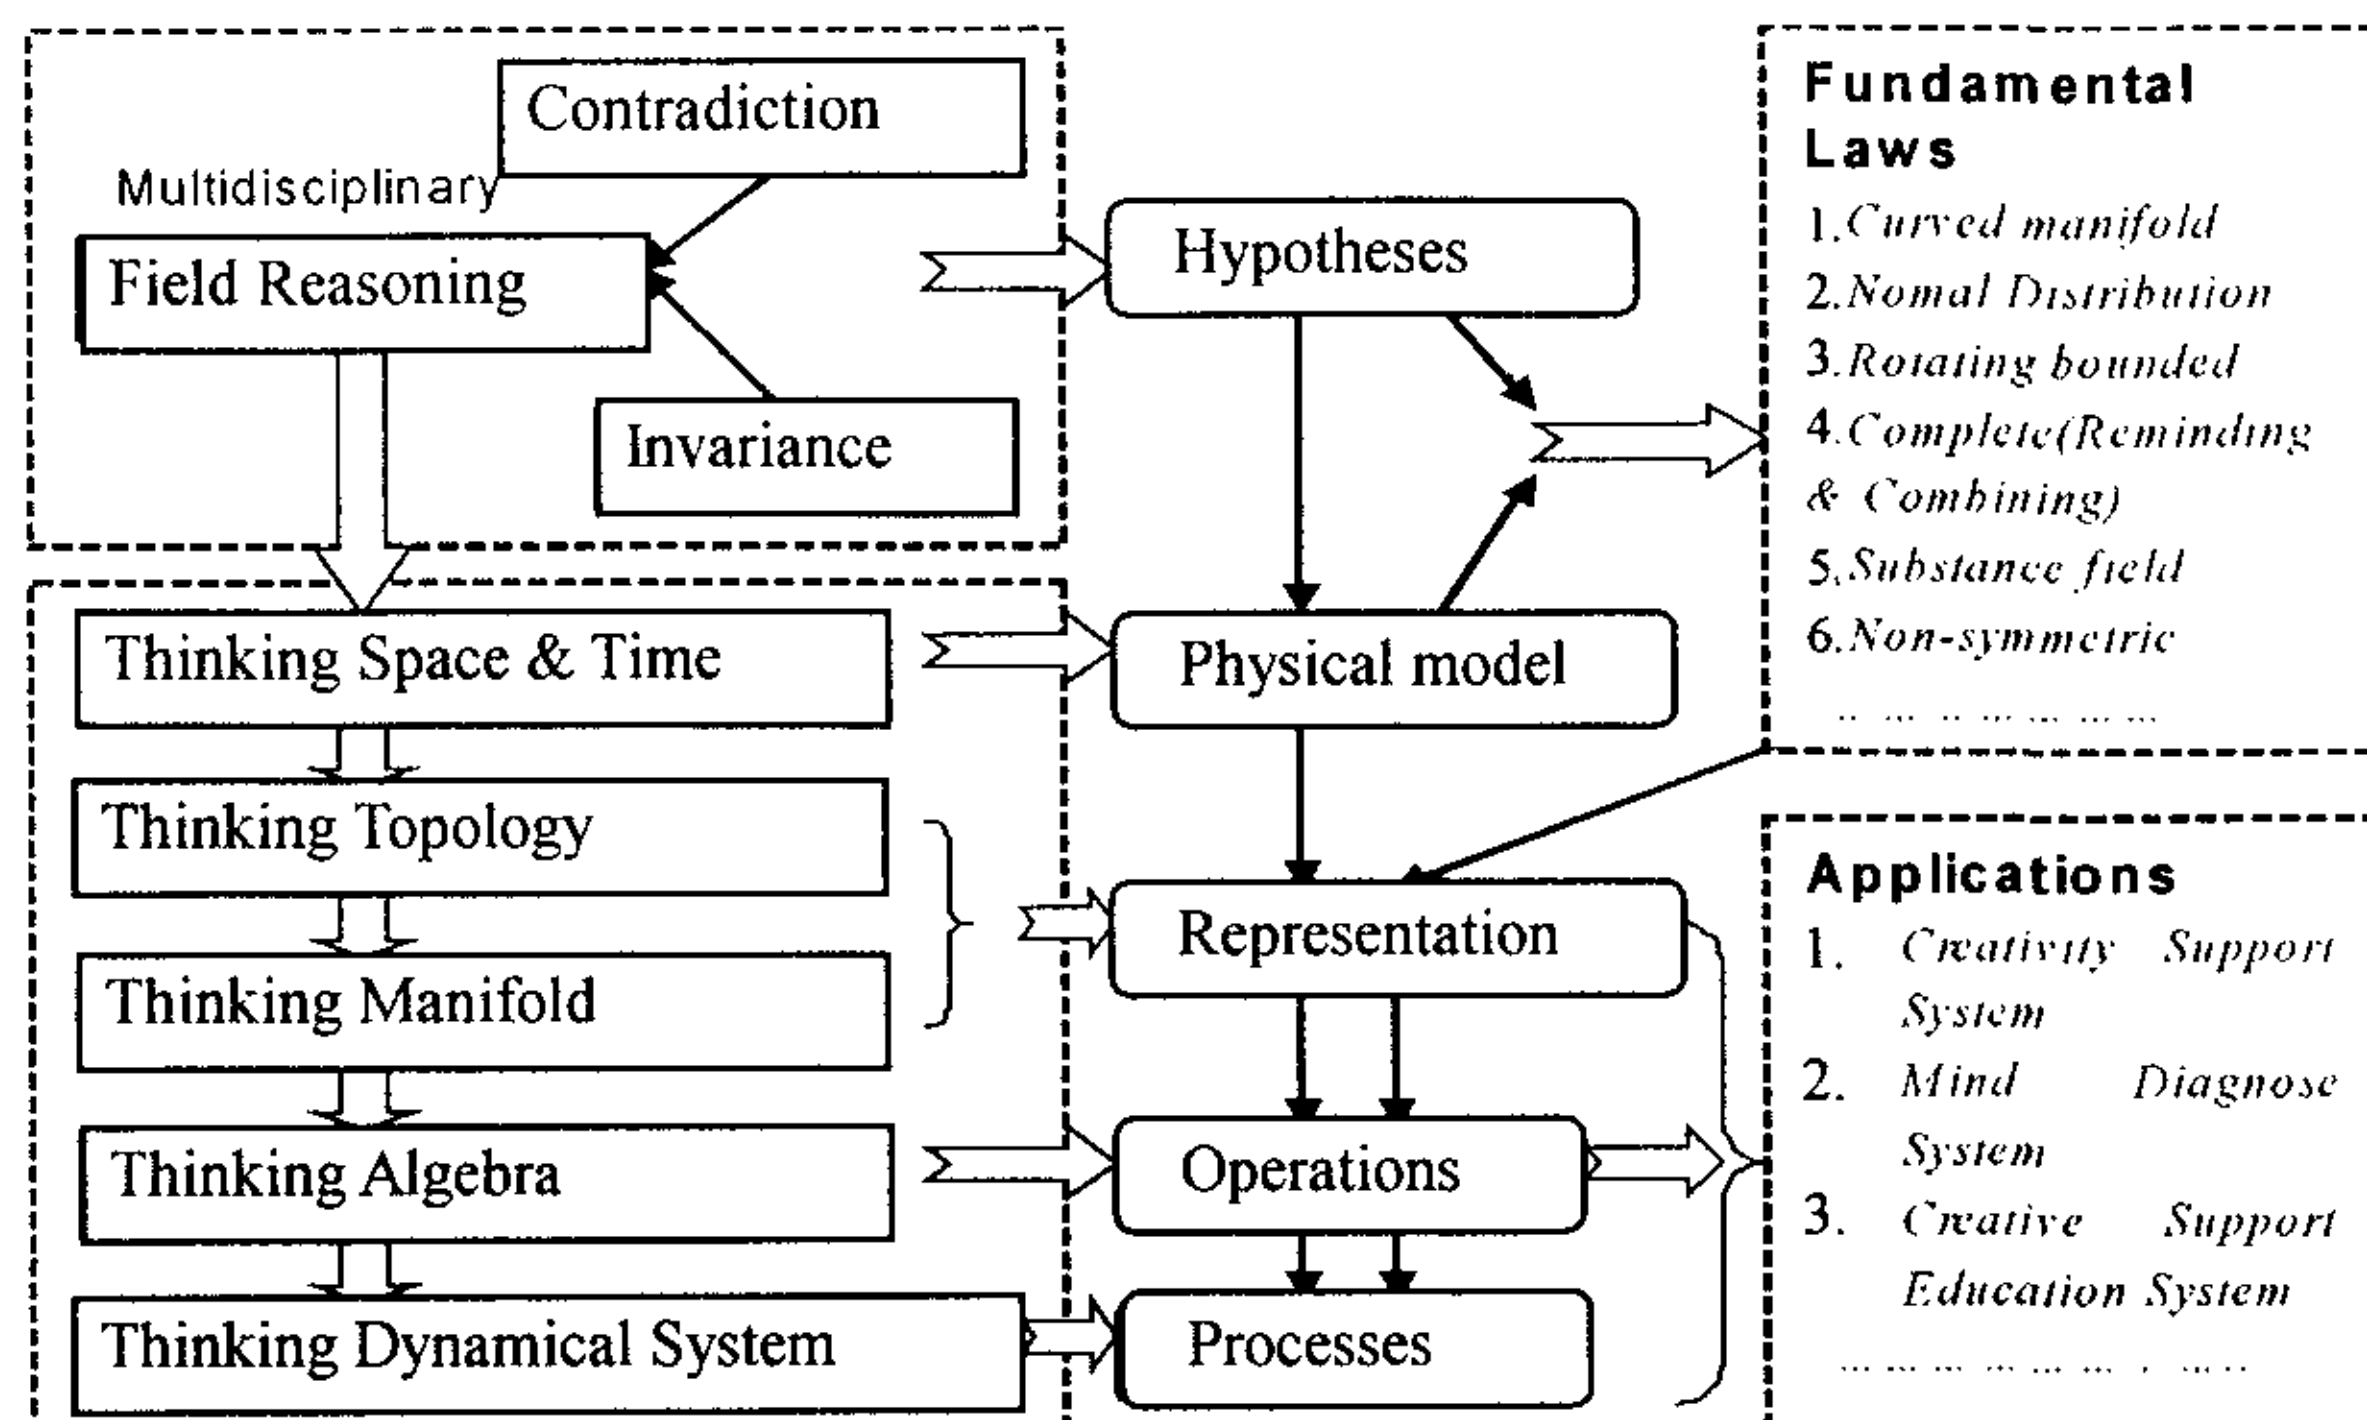 Contradiction
Multidisciplinary
Field Reasoning
Invariance
Hypotheses
Thinking Space & Time
Physical model
Thinking Topology
Thinking Manifold
Representation
Thinking Algebra
Operations
Thinking Dynamical System
Processes
Fundamental
Laws
1.Curved manifold
2.Nomal Distribution
3.Rotating bounded
4.Complete(Reminding
& Combining)
5.Substance field
6.Non-symmetric
.. ... .. ... ... ... ...
Applications
1. Creativity Support
System
2. Mind Diagnose
System
3. Creative Support
Education System
... ... ... ... ... ... . ... ..